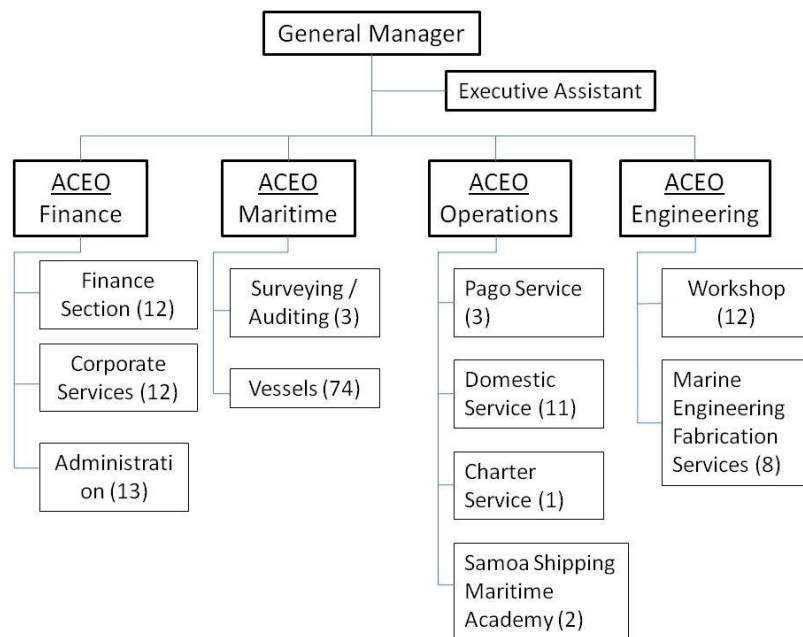 General Manager
Executive Assistant
ACEO
Finance
ACEO
Maritime
ACEO
Operations
ACEO
Engineering
Finance
Section (12)
Corporate
Services (12)
Administrati
on (13)
Surveying /
Auditing (3)
Vessels (74)
Pago Service
(3)
Domestic
Service (11)
Charter
Service (1)
Samoa Shipping
Maritime
Academy (2)
Workshop
(12)
Marine
Engineering
Fabrication
Services (8)